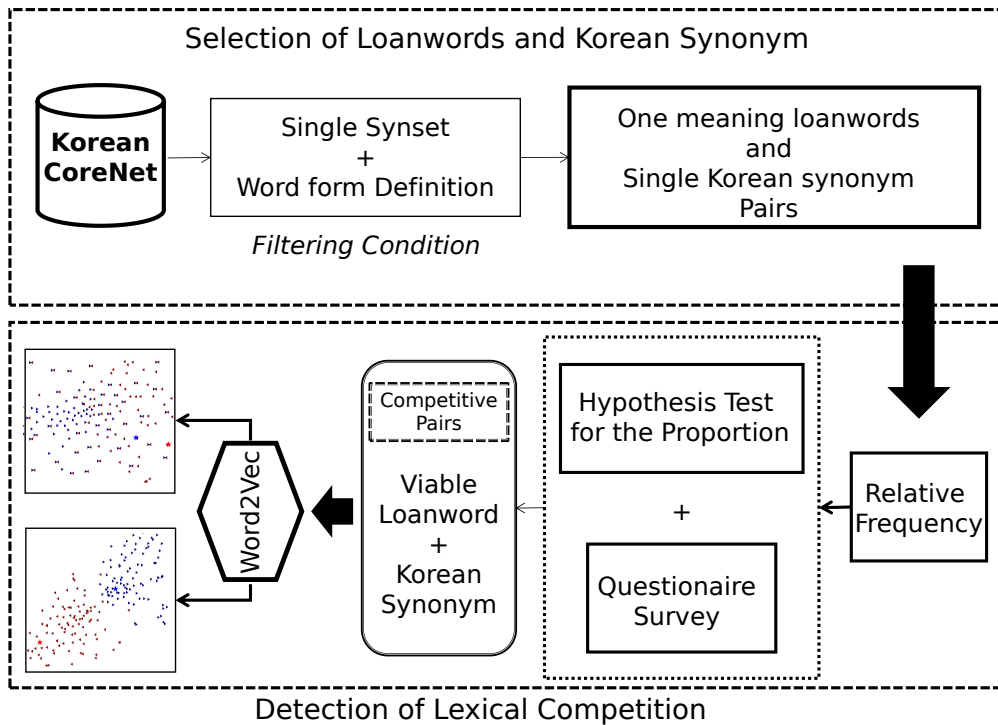 Selection of Loanwords and Korean Synonym
Korean
CoreNet
Single Synset
+
Word form Definition
Filtering Condition
One meaning loanwords
and
Single Korean synonym
Pairs
Competitive
Pairs
Viable
Loanword
+
Korean
Synonym
Word2Vec
Hypothesis Test
for the Proportion
+
Questionaire
Survey
Relative
Frequency
Detection of Lexical Competition